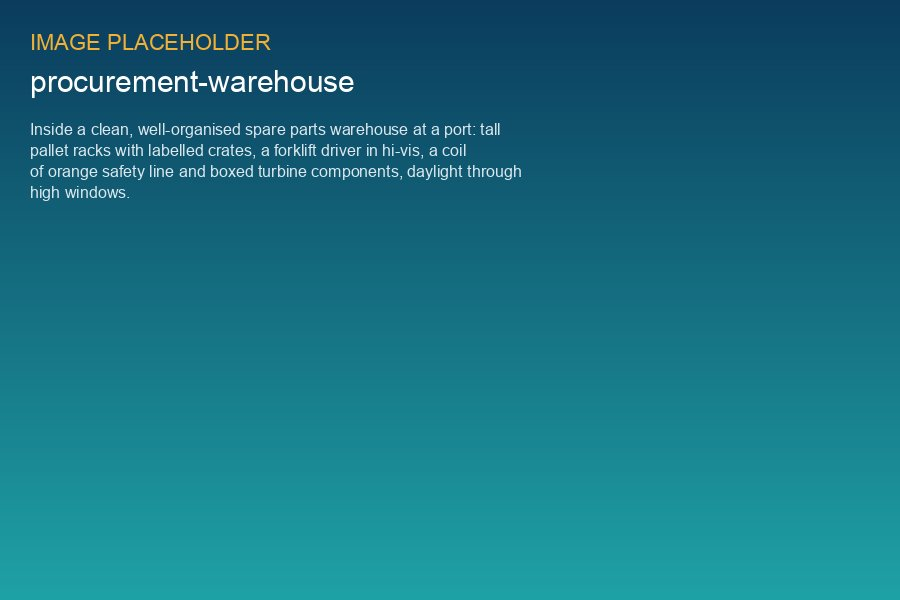 IMAGE PLACEHOLDER
procurement-warehouse
Inside a clean, well-organised spare parts warehouse at a port: tall
pallet racks with labelled crates, a forklift driver in hi-vis, a coil
of orange safety line and boxed turbine components, daylight through
high windows.